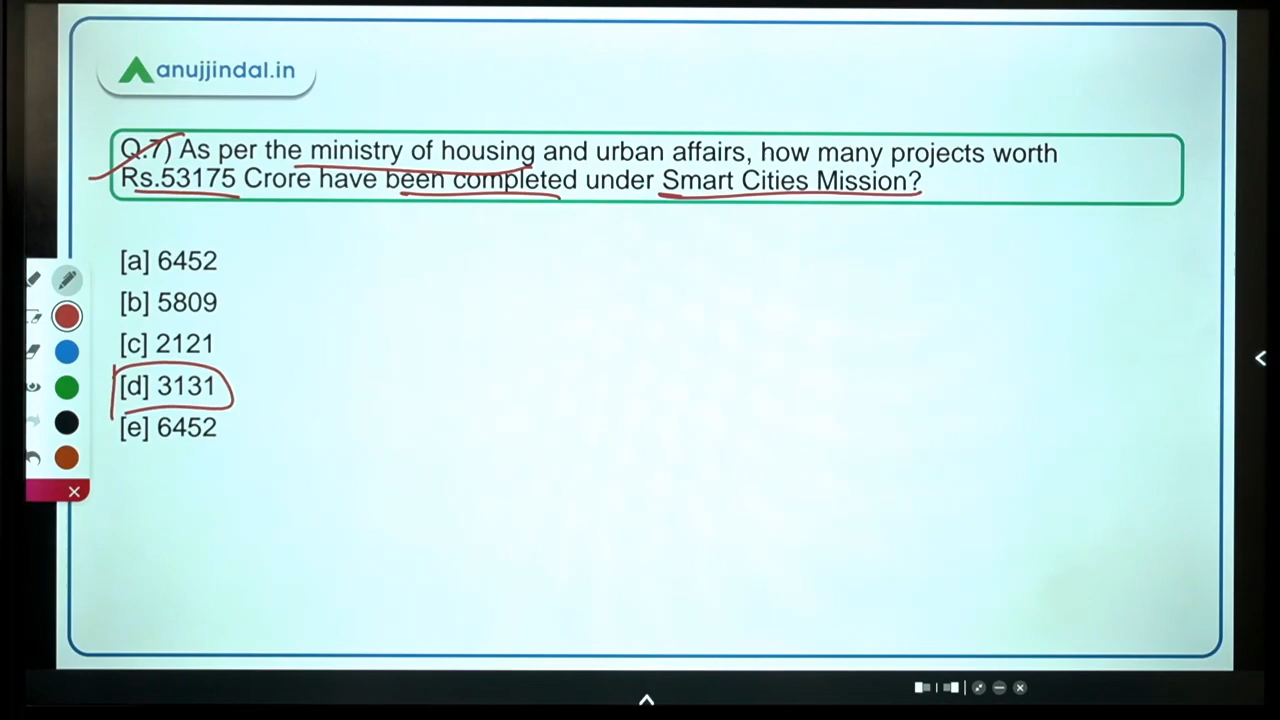 anujjindal.in
Q.7) As per the ministry of housing and urban affairs, how many projects worth
Rs.53175 Crore have been completed under Smart Cities Mission?
[a] 6452
[b] 5809
[c] 2121
[d] 3131
[e] 6452